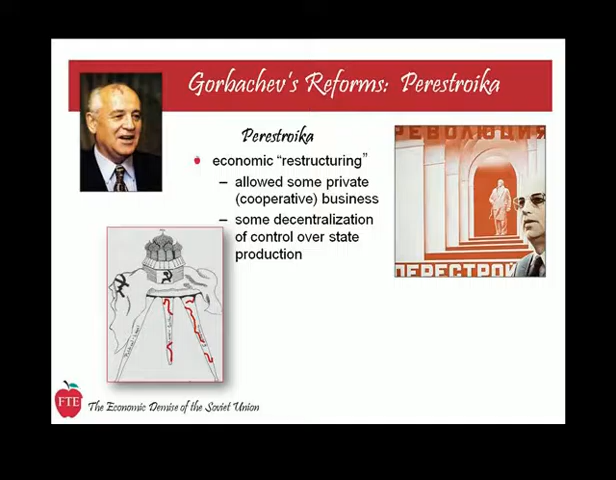 Gorbachev's Reforms: Perestroika
Perestroika
economic "restructuring"
– allowed some private
(cooperative) business
– some decentralization
of control over state
production
РЕВОЛЮЦИЯ
ПЕРЕСТРОЙ
FTE
The Economic Demise of the Soviet Union